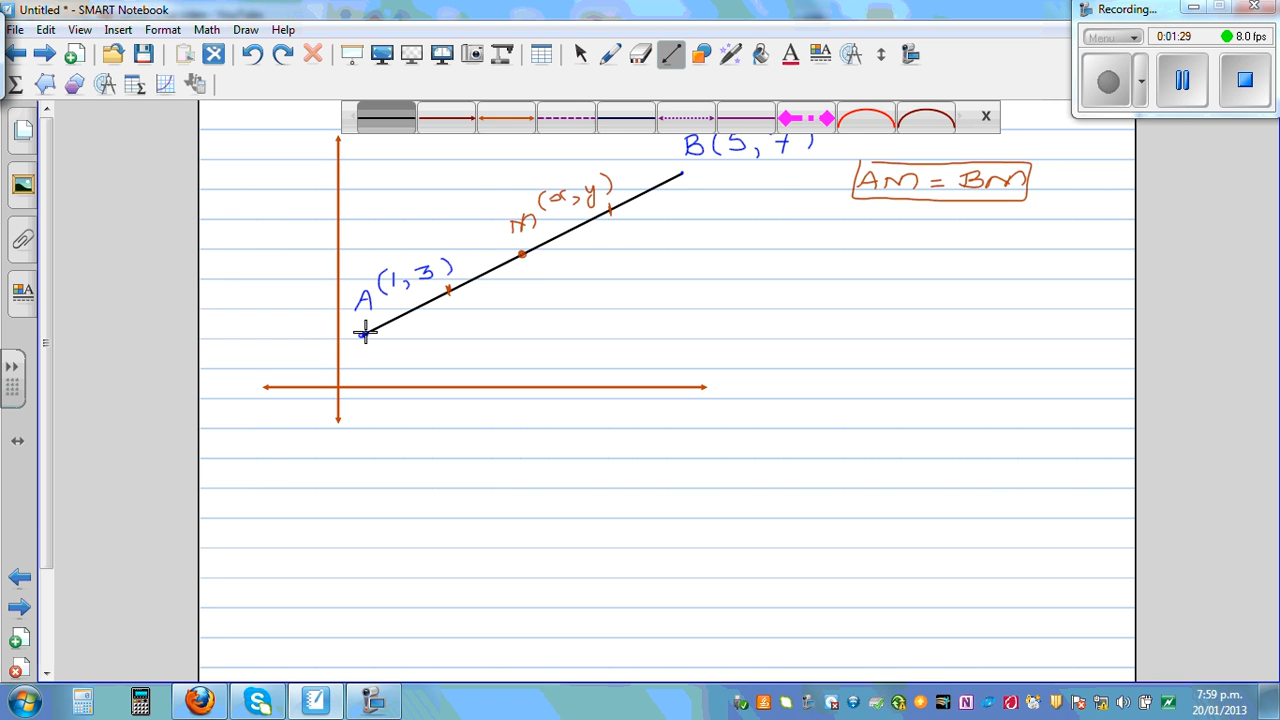 Untitled * - SMART Notebook
File Edit View Insert Format Math Draw Help
Recording...
Menu
0:01:29
8.0 fps
X
B(5, 7)
AM = BM
M(x, y)
A(1, 3)
7:59 p.m.
20/01/2013